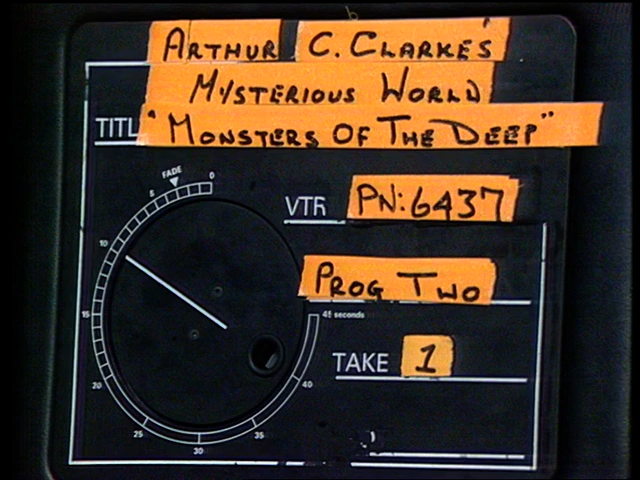 ARTHUR C. CLARKE'S
MYSTERIOUS WORLD
TITL "MONSTERS OF THE DEEP"
VTR PN:6437
PROG TWO
TAKE 1
FADE
0
5
10
15
20
25
30
35
40
45 seconds